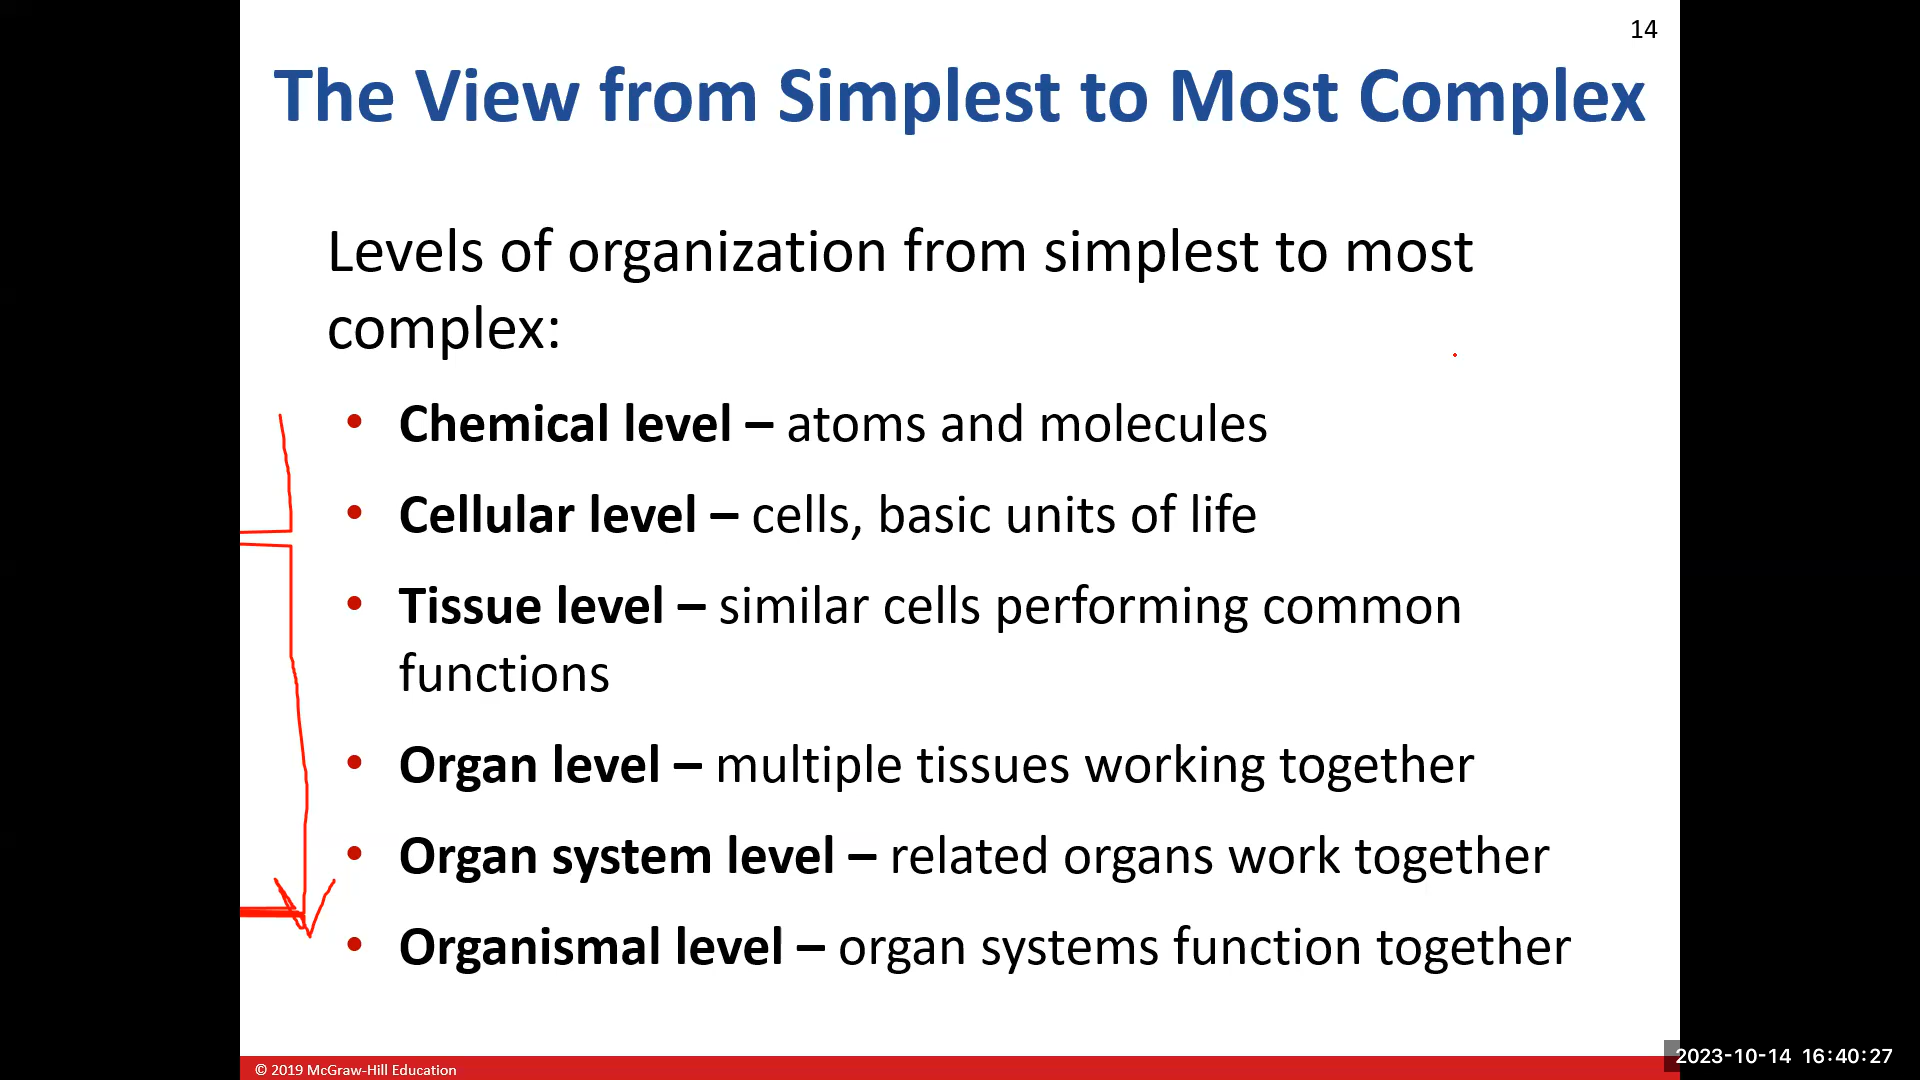 14
The View from Simplest to Most Complex
Levels of organization from simplest to most
complex:
• Chemical level – atoms and molecules
• Cellular level – cells, basic units of life
• Tissue level – similar cells performing common
functions
• Organ level – multiple tissues working together
• Organ system level – related organs work together
• Organismal level – organ systems function together
© 2019 McGraw-Hill Education
2023-10-14 16:40:27